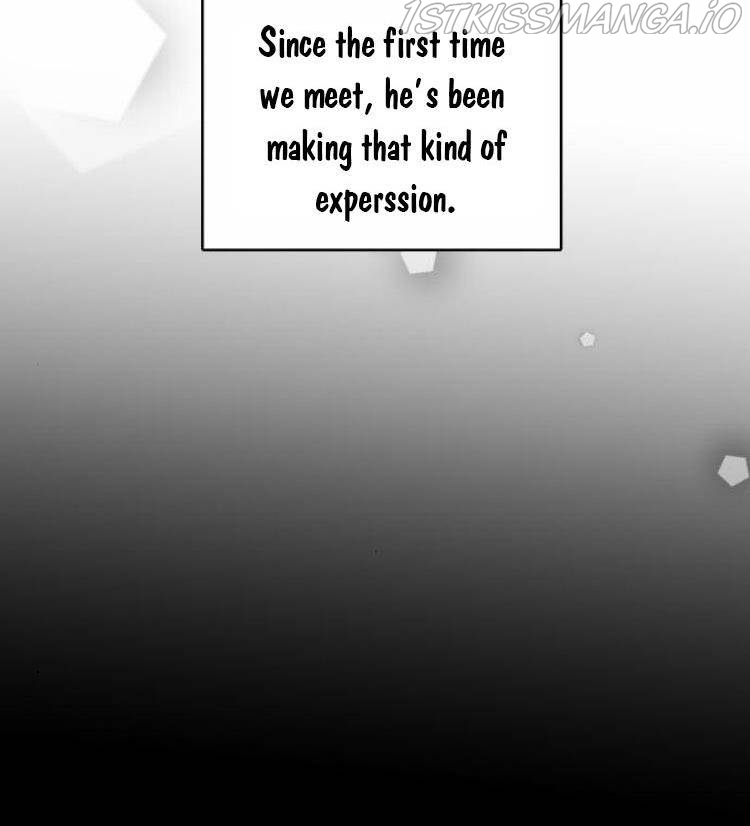 1STKISSMANGA.iO
Since the first time
we meet, he's been
making that kind of
experssion.